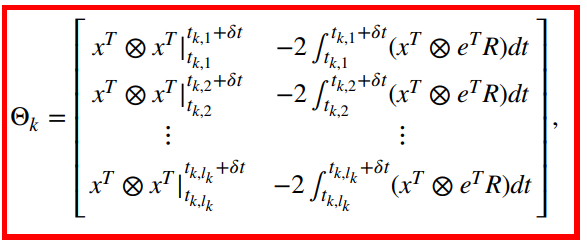 x^T ⊗ x^T|_{t_{k,1}}^{t_{k,1}+δt} −2 ∫_{t_{k,1}}^{t_{k,1}+δt} (x^T ⊗ e^T R)dt
x^T ⊗ x^T|_{t_{k,2}}^{t_{k,2}+δt} −2 ∫_{t_{k,2}}^{t_{k,2}+δt} (x^T ⊗ e^T R)dt
Θ_k = ⋮ ⋮ ,
x^T ⊗ x^T|_{t_{k,l_k}}^{t_{k,l_k}+δt} −2 ∫_{t_{k,l_k}}^{t_{k,l_k}+δt} (x^T ⊗ e^T R)dt